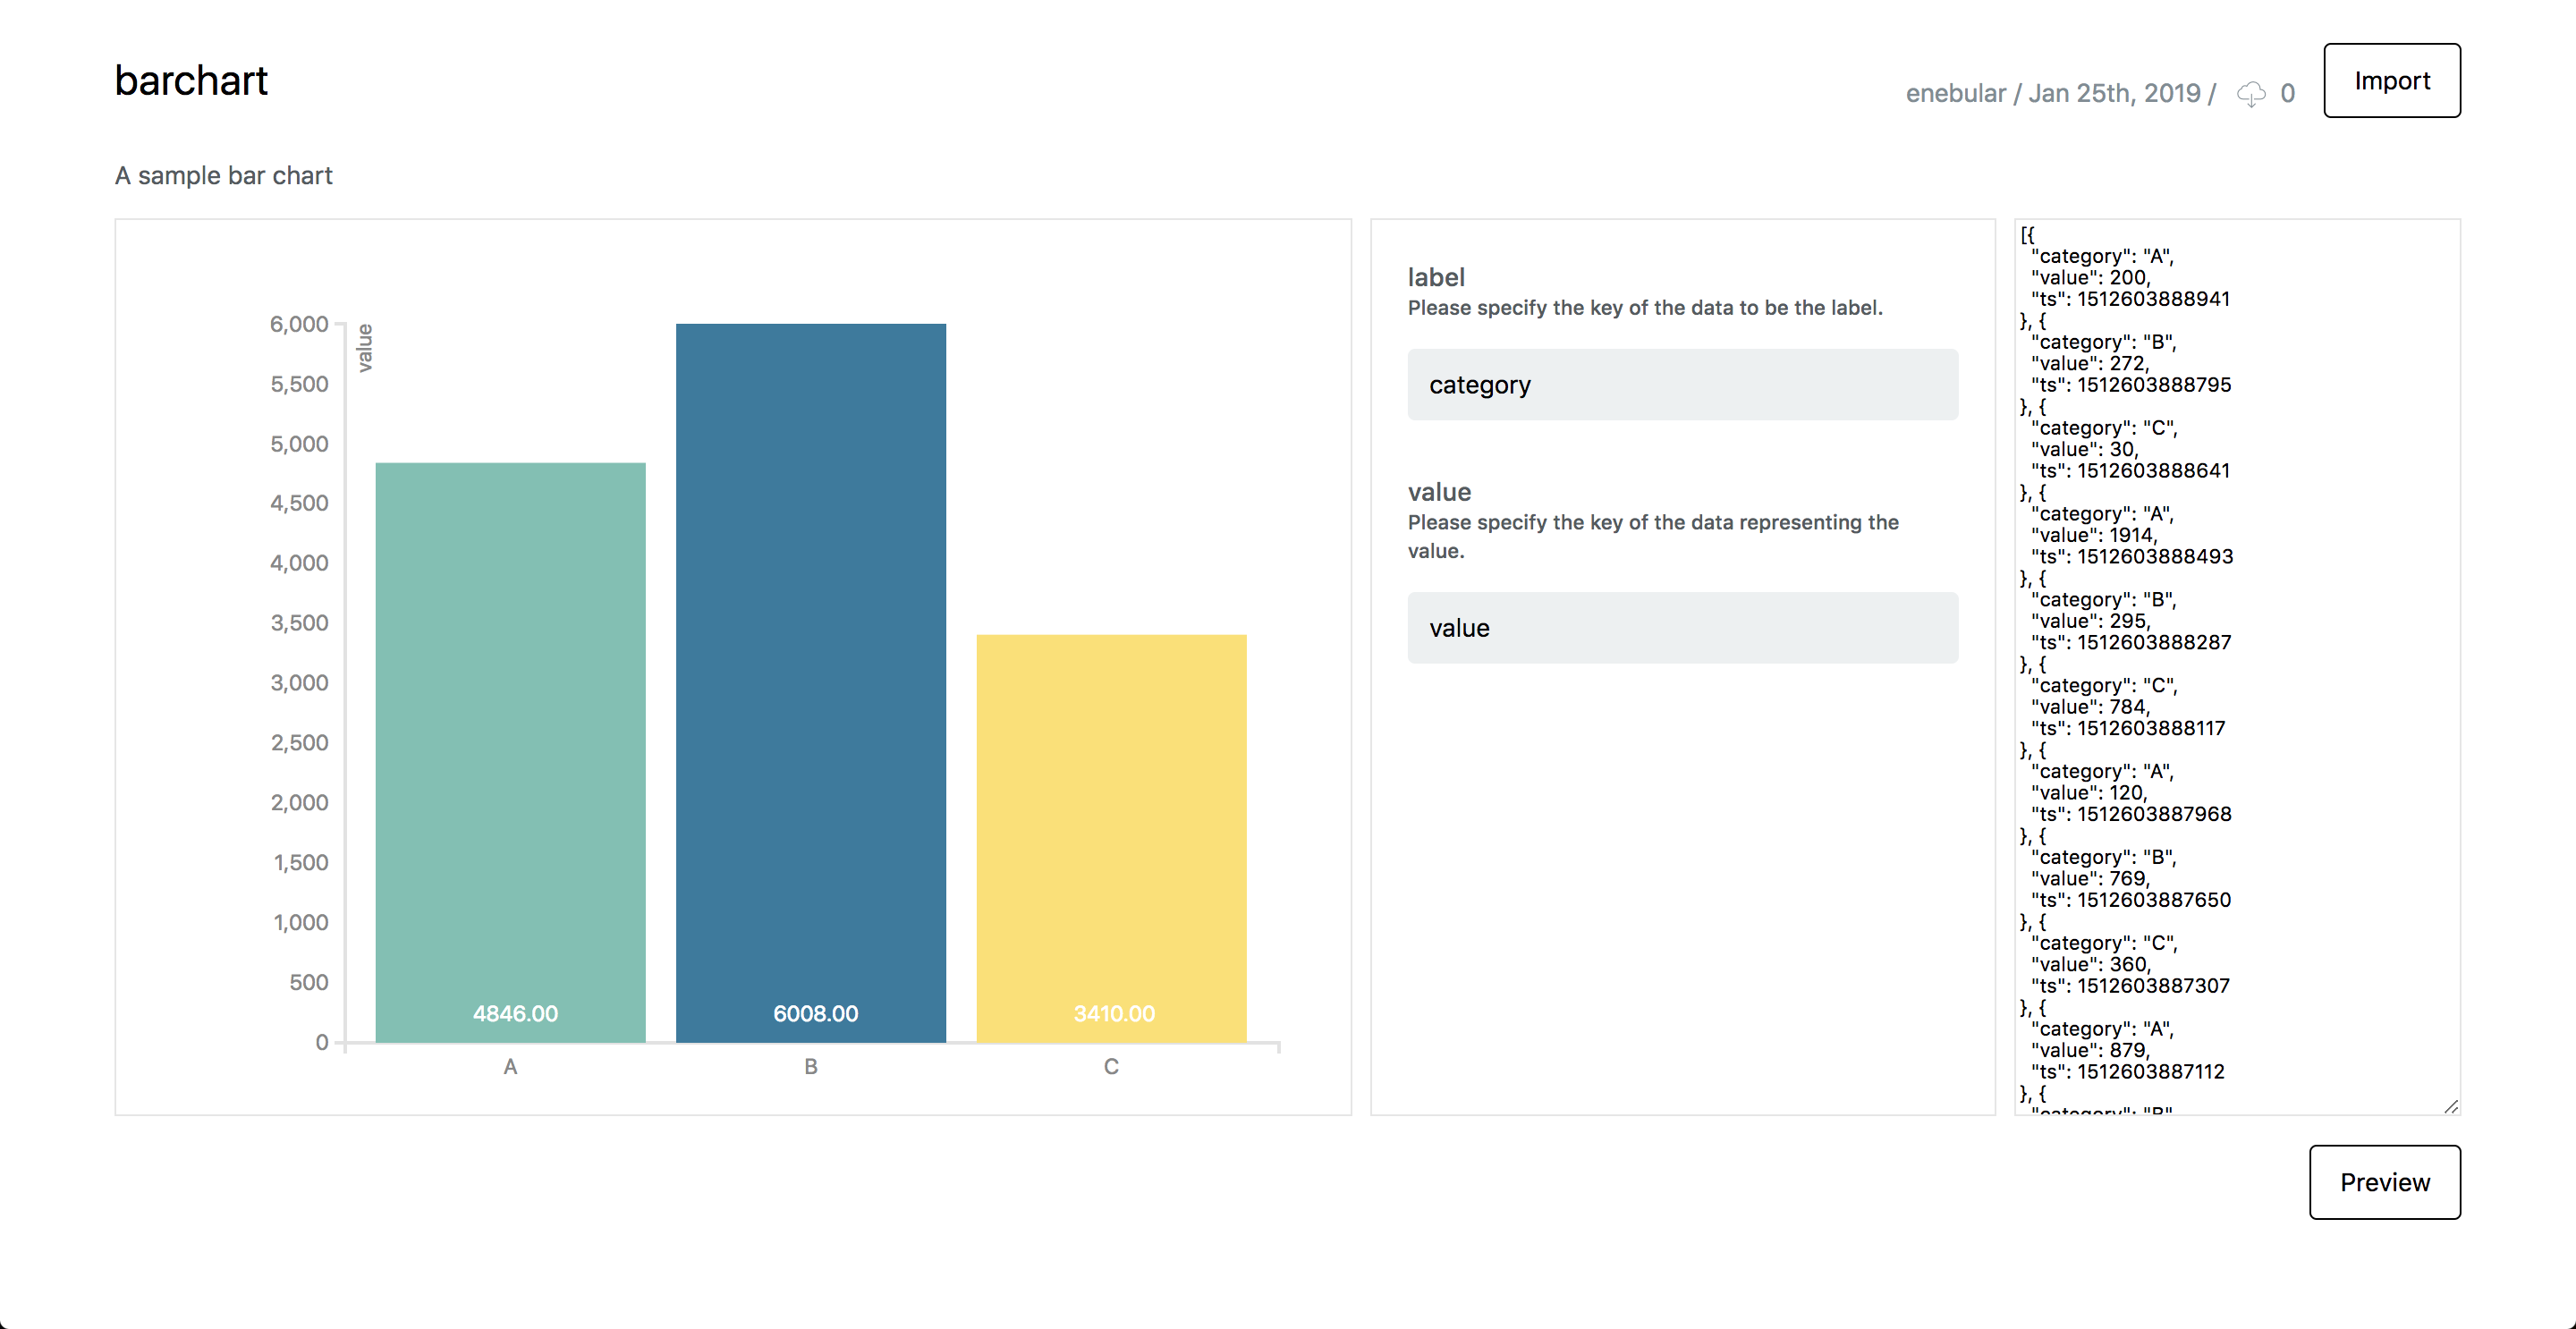 barchart
enebular / Jan 25th, 2019 / 0
Import
A sample bar chart
6,000
5,500
5,000
4,500
4,000
3,500
3,000
2,500
2,000
1,500
1,000
500
0
value
4846.00
6008.00
3410.00
A
B
C
label
Please specify the key of the data to be the label.
category
value
Please specify the key of the data representing the
value.
value
[{
"category": "A",
"value": 200,
"ts": 1512603888941
}, {
"category": "B",
"value": 272,
"ts": 1512603888795
}, {
"category": "C",
"value": 30,
"ts": 1512603888641
}, {
"category": "A",
"value": 1914,
"ts": 1512603888493
}, {
"category": "B",
"value": 295,
"ts": 1512603888287
}, {
"category": "C",
"value": 784,
"ts": 1512603888117
}, {
"category": "A",
"value": 120,
"ts": 1512603887968
}, {
"category": "B",
"value": 769,
"ts": 1512603887650
}, {
"category": "C",
"value": 360,
"ts": 1512603887307
}, {
"category": "A",
"value": 879,
"ts": 1512603887112
}, {
"category": "B"
Preview